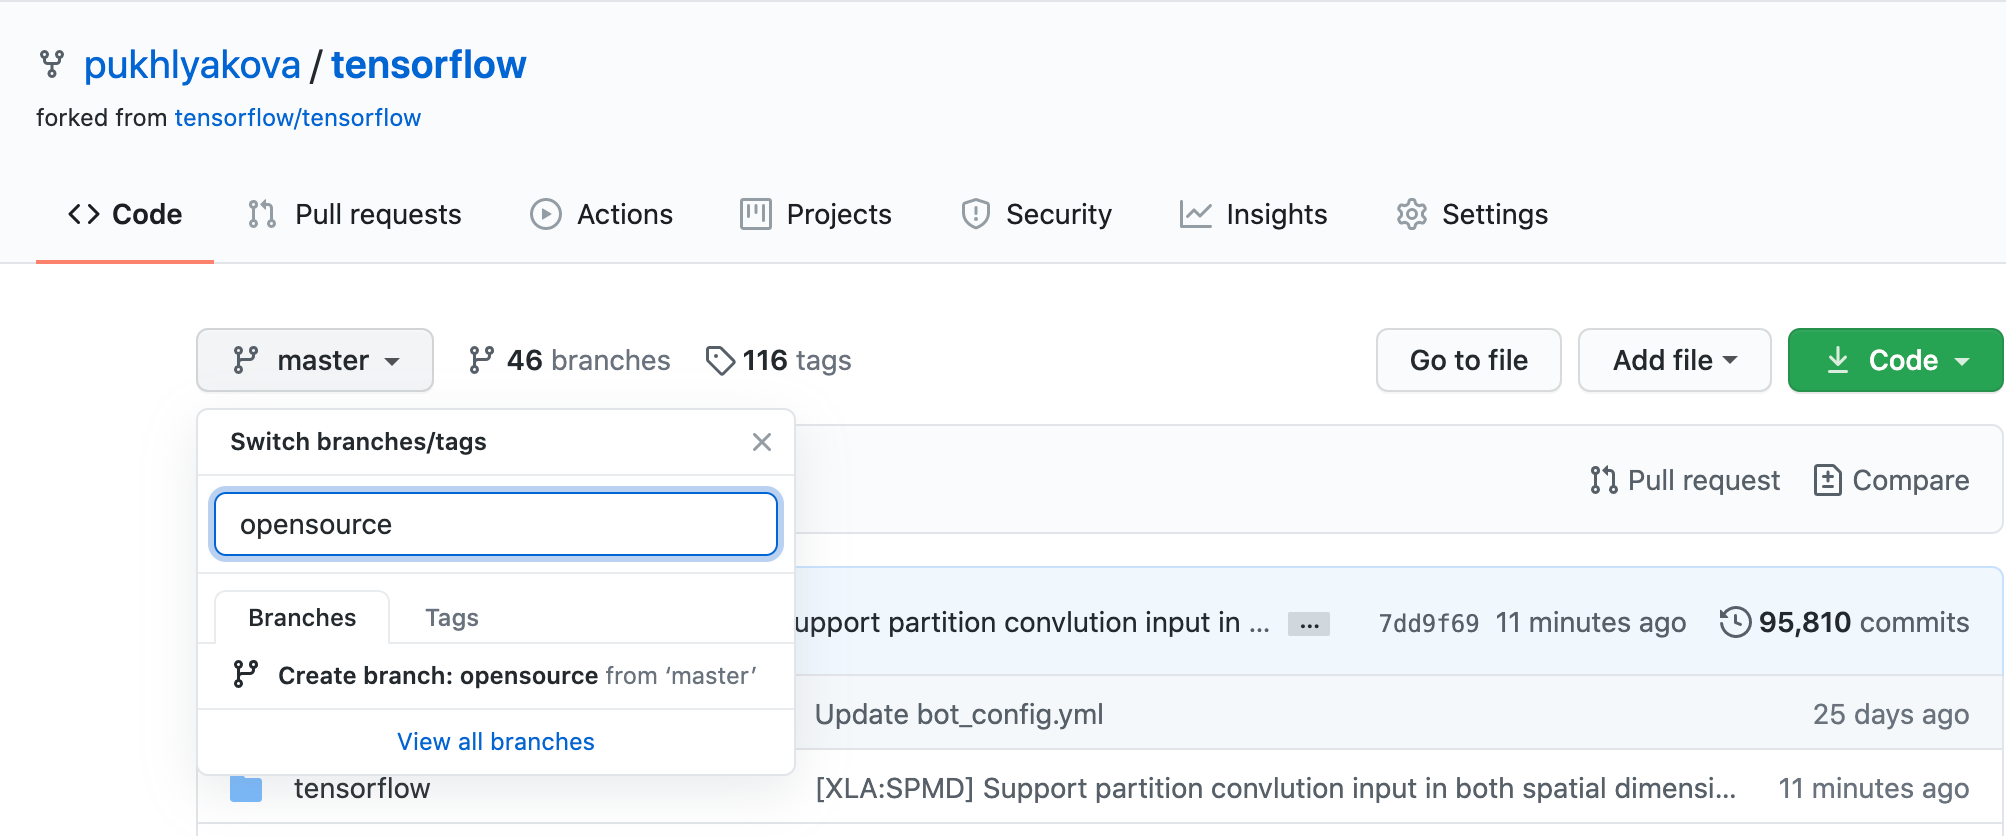 pukhlyakova / tensorflow
forked from tensorflow/tensorflow
Code Pull requests Actions Projects Security Insights Settings
master 46 branches 116 tags Go to file Add file Code
Switch branches/tags
Pull request Compare
opensource
Branches Tags
upport partition convlution input in ... ... 7dd9f69 11 minutes ago 95,810 commits
Create branch: opensource from ‘master’
Update bot_config.yml 25 days ago
View all branches
tensorflow [XLA:SPMD] Support partition convlution input in both spatial dimensi... 11 minutes ago